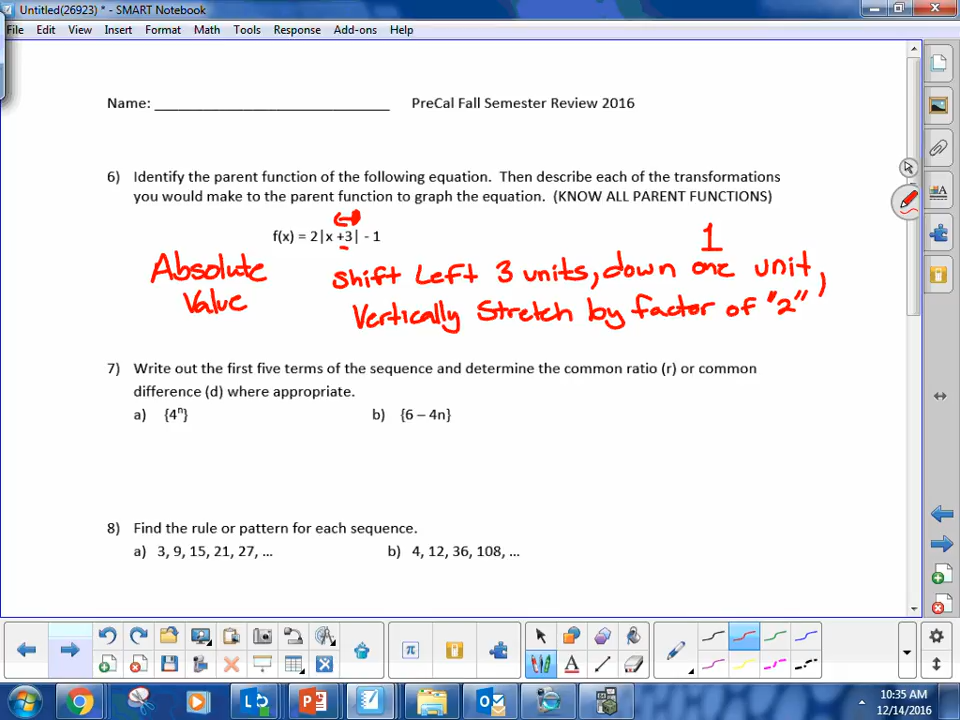 Untitled(26923) * - SMART Notebook
File Edit View Insert Format Math Tools Response Add-ons Help
Name: ______________________________ PreCal Fall Semester Review 2016
6) Identify the parent function of the following equation. Then describe each of the transformations
you would make to the parent function to graph the equation. (KNOW ALL PARENT FUNCTIONS)
f(x) = 2|x +3| - 1
1
Absolute
Value
Shift Left 3 units, down one unit,
Vertically Stretch by factor of "2"
7) Write out the first five terms of the sequence and determine the common ratio (r) or common
difference (d) where appropriate.
a) {4ⁿ} b) {6 – 4n}
8) Find the rule or pattern for each sequence.
a) 3, 9, 15, 21, 27, … b) 4, 12, 36, 108, …
10:35 AM
12/14/2016